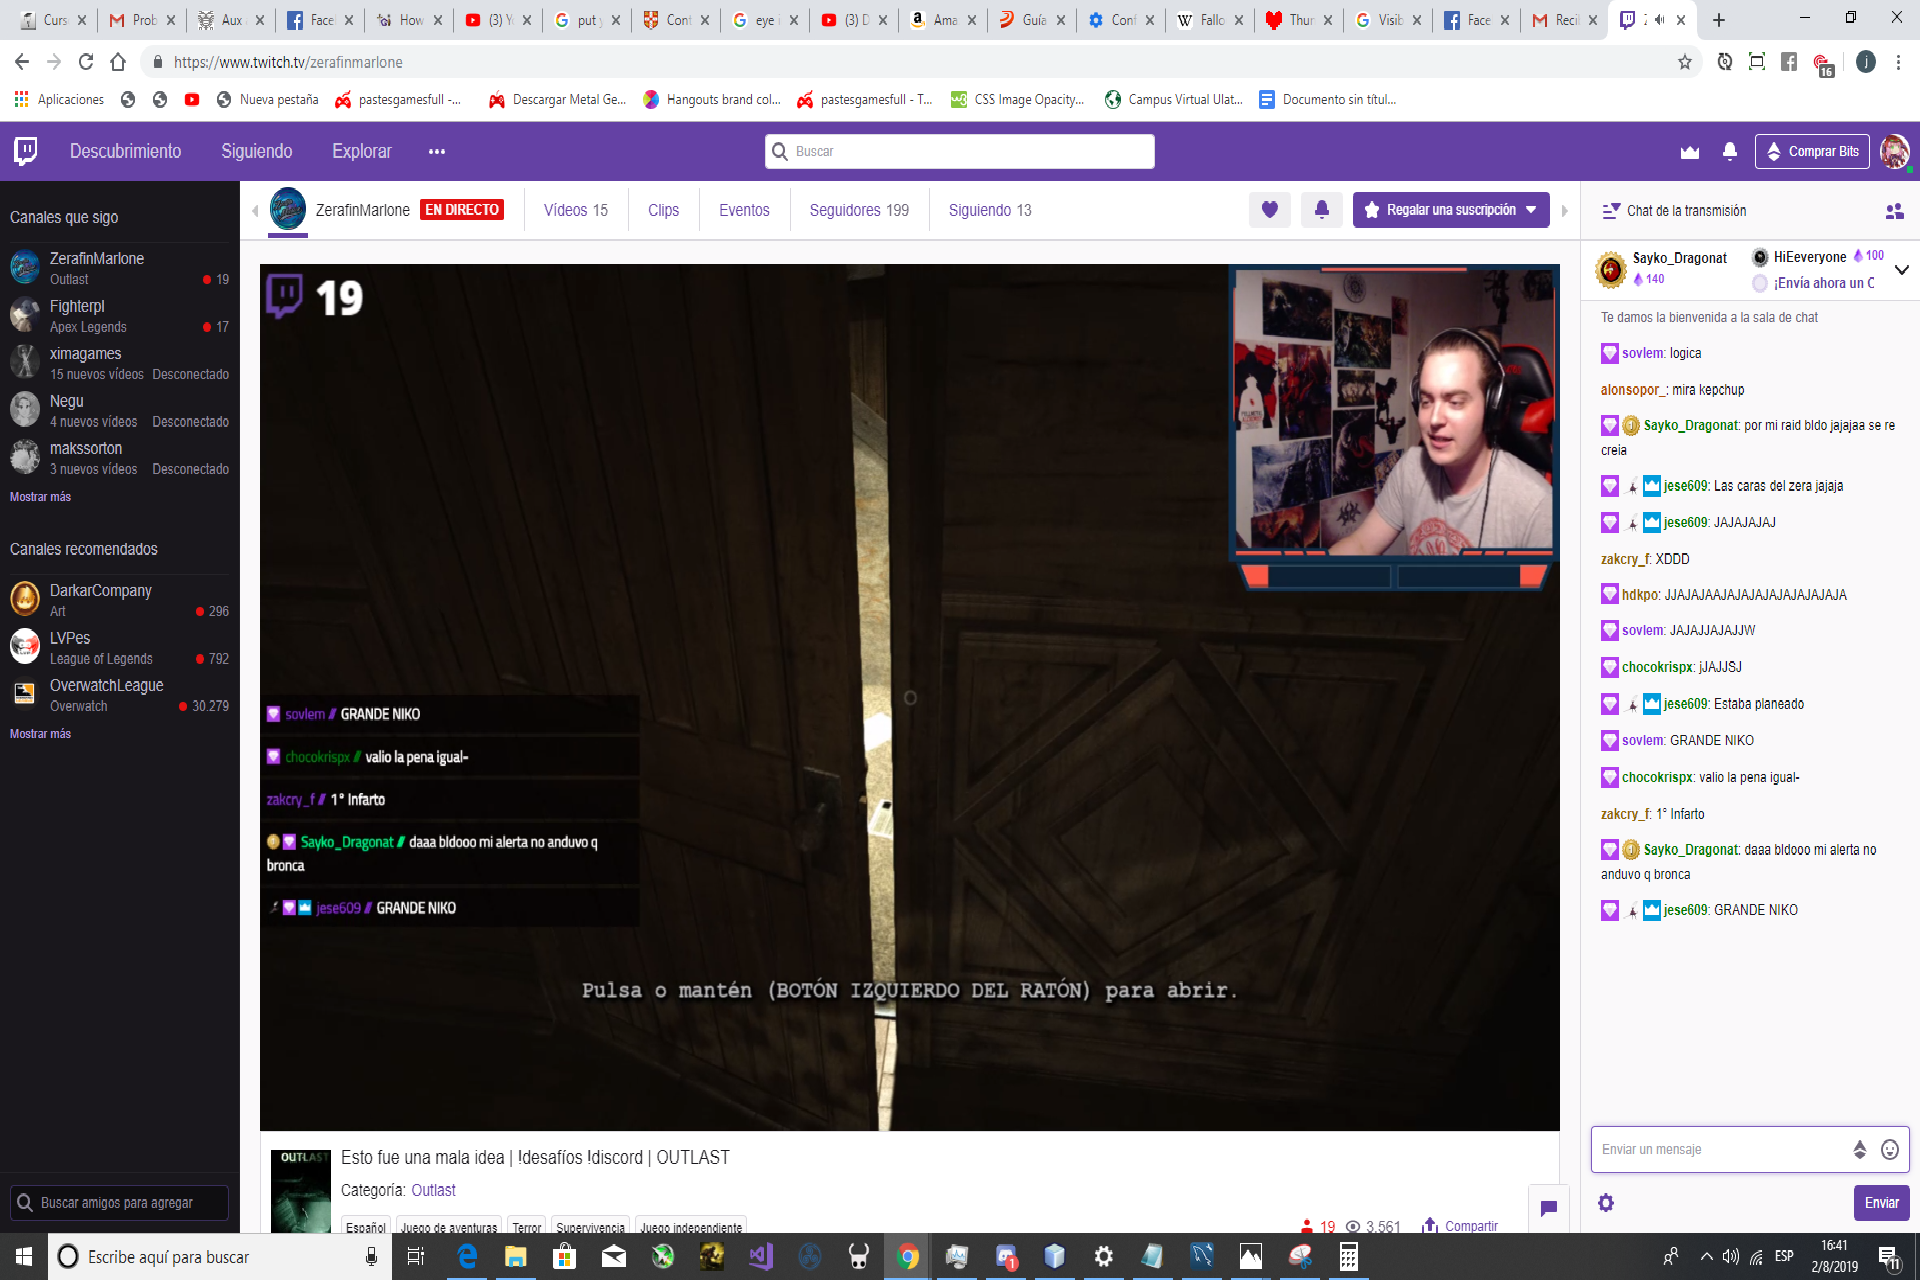 Curso
Prob
Aux
Face
How
(3) Y
put y
Cont
eye i
(3) D
Ama
Guía
Conf
Fallo
Thur
Visib
Face
Recil
https://www.twitch.tv/zerafinmarlone
16
j
Aplicaciones
Nueva pestaña
pastesgamesfull -...
Descargar Metal Ge...
Hangouts brand col...
pastesgamesfull - T...
CSS Image Opacity...
Campus Virtual Ulat...
Documento sin títul...
Descubrimiento
Siguiendo
Explorar
Buscar
Comprar Bits
Canales que sigo
ZerafinMarlone
Outlast 19
Fighterpl
Apex Legends 17
ximagames
15 nuevos vídeos Desconectado
Negu
4 nuevos vídeos Desconectado
makssorton
3 nuevos vídeos Desconectado
Mostrar más
Canales recomendados
DarkarCompany
Art 296
LVPes
League of Legends 792
OverwatchLeague
Overwatch 30.279
Mostrar más
Buscar amigos para agregar
ZerafinMarlone EN DIRECTO
Vídeos 15
Clips
Eventos
Seguidores 199
Siguiendo 13
Regalar una suscripción
19
sovlem // GRANDE NIKO
chocokrispx // valio la pena igual-
zakcry_f // 1° Infarto
Sayko_Dragonat // daaa bldooo mi alerta no anduvo q
bronca
jese609 // GRANDE NIKO
Pulsa o mantén (BOTÓN IZQUIERDO DEL RATÓN) para abrir.
OUTLAST
Esto fue una mala idea | !desafíos !discord | OUTLAST
Categoría: Outlast
Español
Juego de aventuras
Terror
Supervivencia
Juego independiente
19
3.561
Compartir
Chat de la transmisión
Sayko_Dragonat
140
HiEeveryone 100
¡Envía ahora un C
Te damos la bienvenida a la sala de chat
sovlem: logica
alonsopor_: mira kepchup
Sayko_Dragonat: por mi raid bldo jajajaa se re
creia
jese609: Las caras del zera jajaja
jese609: JAJAJAJAJ
zakcry_f: XDDD
hdkpo: JJAJAJAAJAJAJAJAJAJAJAJAJA
sovlem: JAJAJJAJAJJW
chocokrispx: jJAJJSJ
jese609: Estaba planeado
sovlem: GRANDE NIKO
chocokrispx: valio la pena igual-
zakcry_f: 1° Infarto
Sayko_Dragonat: daaa bldooo mi alerta no
anduvo q bronca
jese609: GRANDE NIKO
Enviar un mensaje
Enviar
Escribe aquí para buscar
1
ESP
16:41
2/8/2019
11